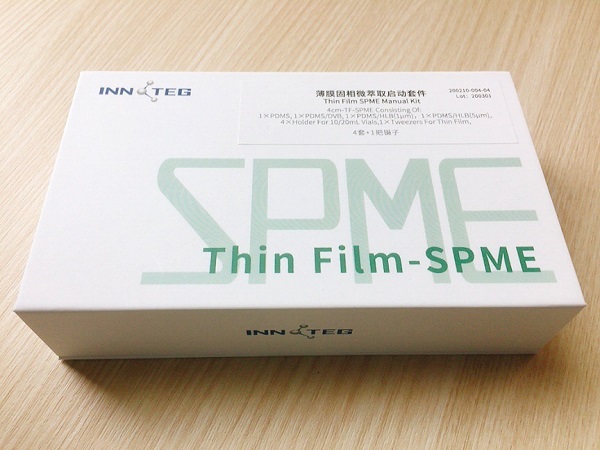 INNOTEG
薄膜固相微萃取启动套件
Thin Film SPME Manual Kit
200210-004-04
Lot: 200301
4cm-TF-SPME Consisting Of:
1×PDMS, 1×PDMS/DVB, 1×PDMS/HLB(1μm), 1×PDMS/HLB(5μm),
4×Holder For 10/20mL Vials,1×Tweezers For Thin Film,
4套+1把镊子
SPME
Thin Film-SPME
INNOTEG